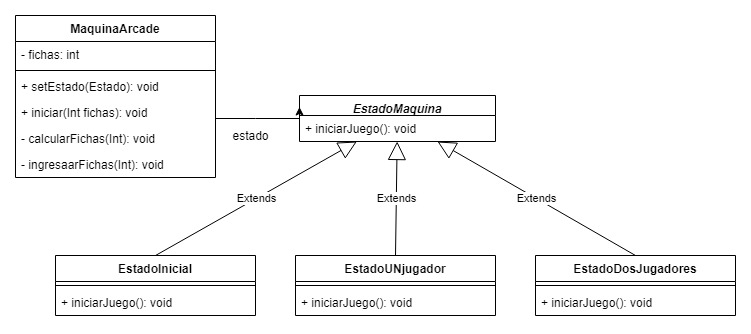 MaquinaArcade
- fichas: int
+ setEstado(Estado): void
+ iniciar(Int fichas): void
- calcularFichas(Int): void
- ingresaarFichas(Int): void
estado
EstadoMaquina
+ iniciarJuego(): void
Extends
Extends
Extends
EstadoInicial
+ iniciarJuego(): void
EstadoUNjugador
+ iniciarJuego(): void
EstadoDosJugadores
+ iniciarJuego(): void